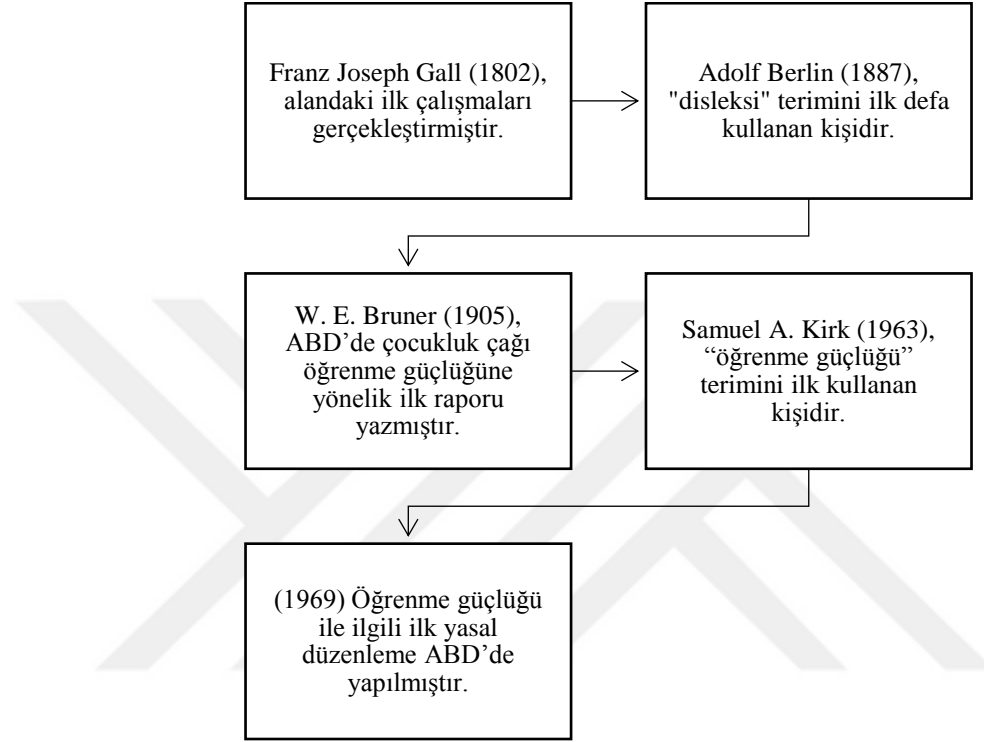 Franz Joseph Gall (1802),
alandaki ilk çalışmaları
gerçekleştirmiştir.
Adolf Berlin (1887),
"disleksi" terimini ilk defa
kullanan kişidir.
W. E. Bruner (1905),
ABD’de çocukluk çağı
öğrenme güçlüğüne
yönelik ilk raporu
yazmıştır.
Samuel A. Kirk (1963),
“öğrenme güçlüğü”
terimini ilk kullanan
kişidir.
(1969) Öğrenme güçlüğü
ile ilgili ilk yasal
düzenleme ABD’de
yapılmıştır.